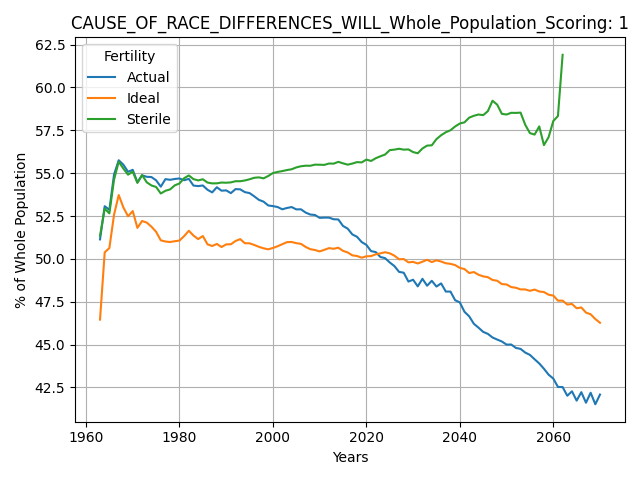 CAUSE_OF_RACE_DIFFERENCES_WILL_Whole_Population_Scoring: 1
Fertility
Actual
Ideal
Sterile
% of Whole Population
62.5
60.0
57.5
55.0
52.5
50.0
47.5
45.0
42.5
1960
1980
2000
2020
2040
2060
Years